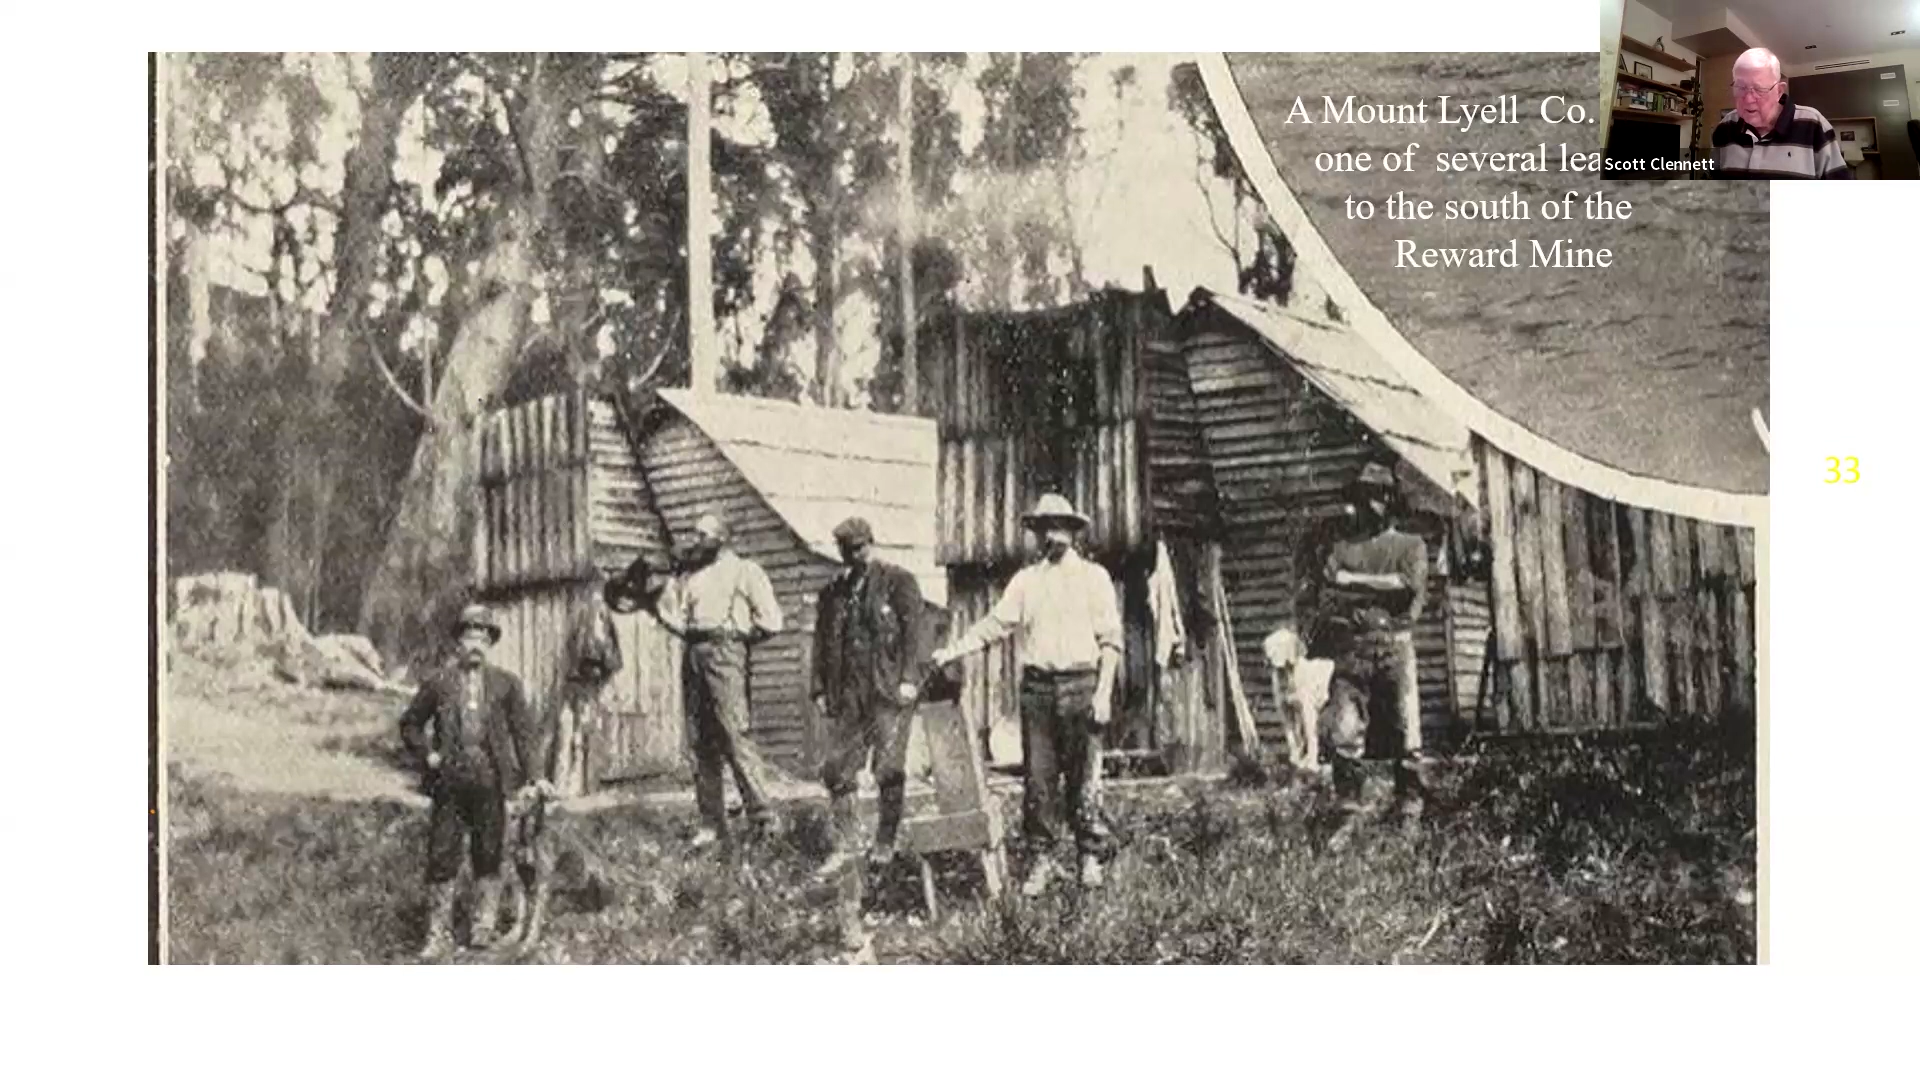 A Mount Lyell Co.
one of several lea
to the south of the
Reward Mine
Scott Clennett
33